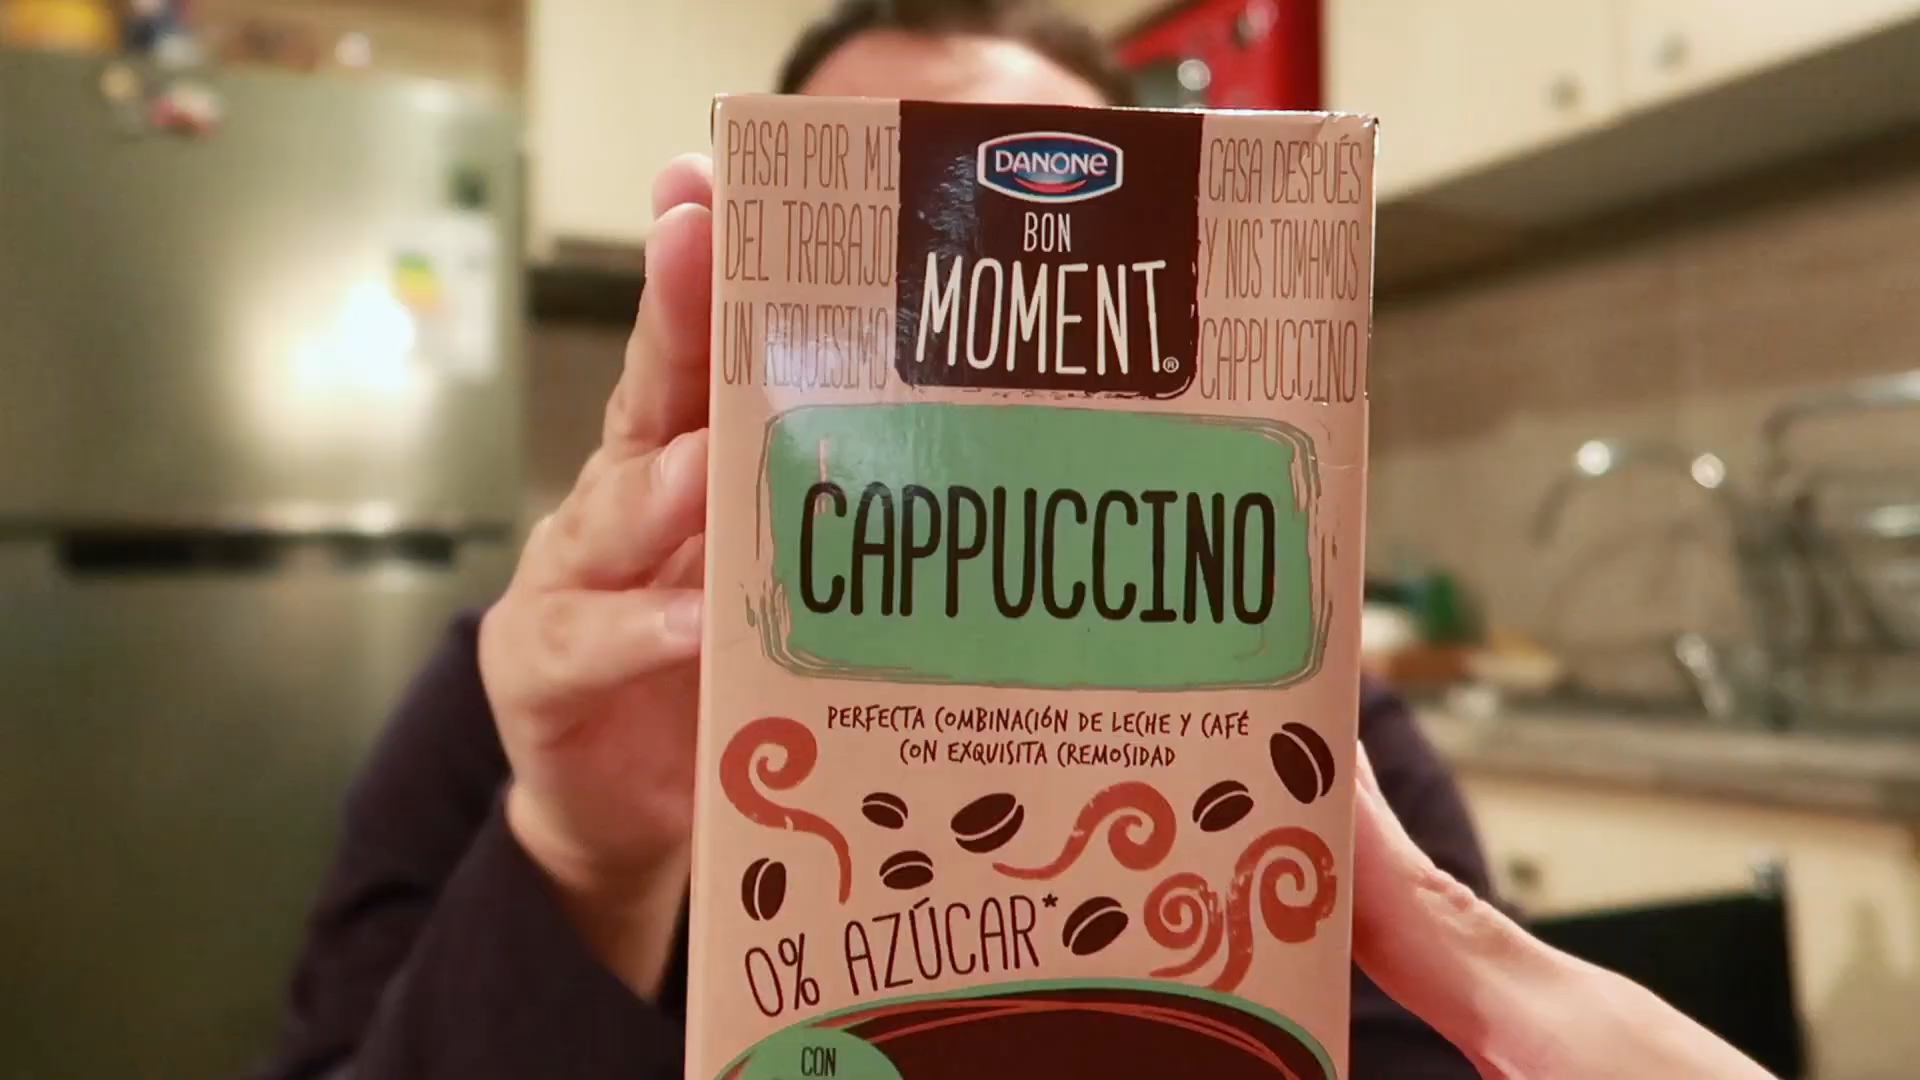 DANONE
BON
MOMENT®
PASA POR MI CASA DESPUÉS
DEL TRABAJO Y NOS TOMAMOS
UN RIQUISIMO CAPPUCCINO
CAPPUCCINO
PERFECTA COMBINACIÓN DE LECHE Y CAFÉ
CON EXQUISITA CREMOSIDAD
0% AZÚCAR*
CON